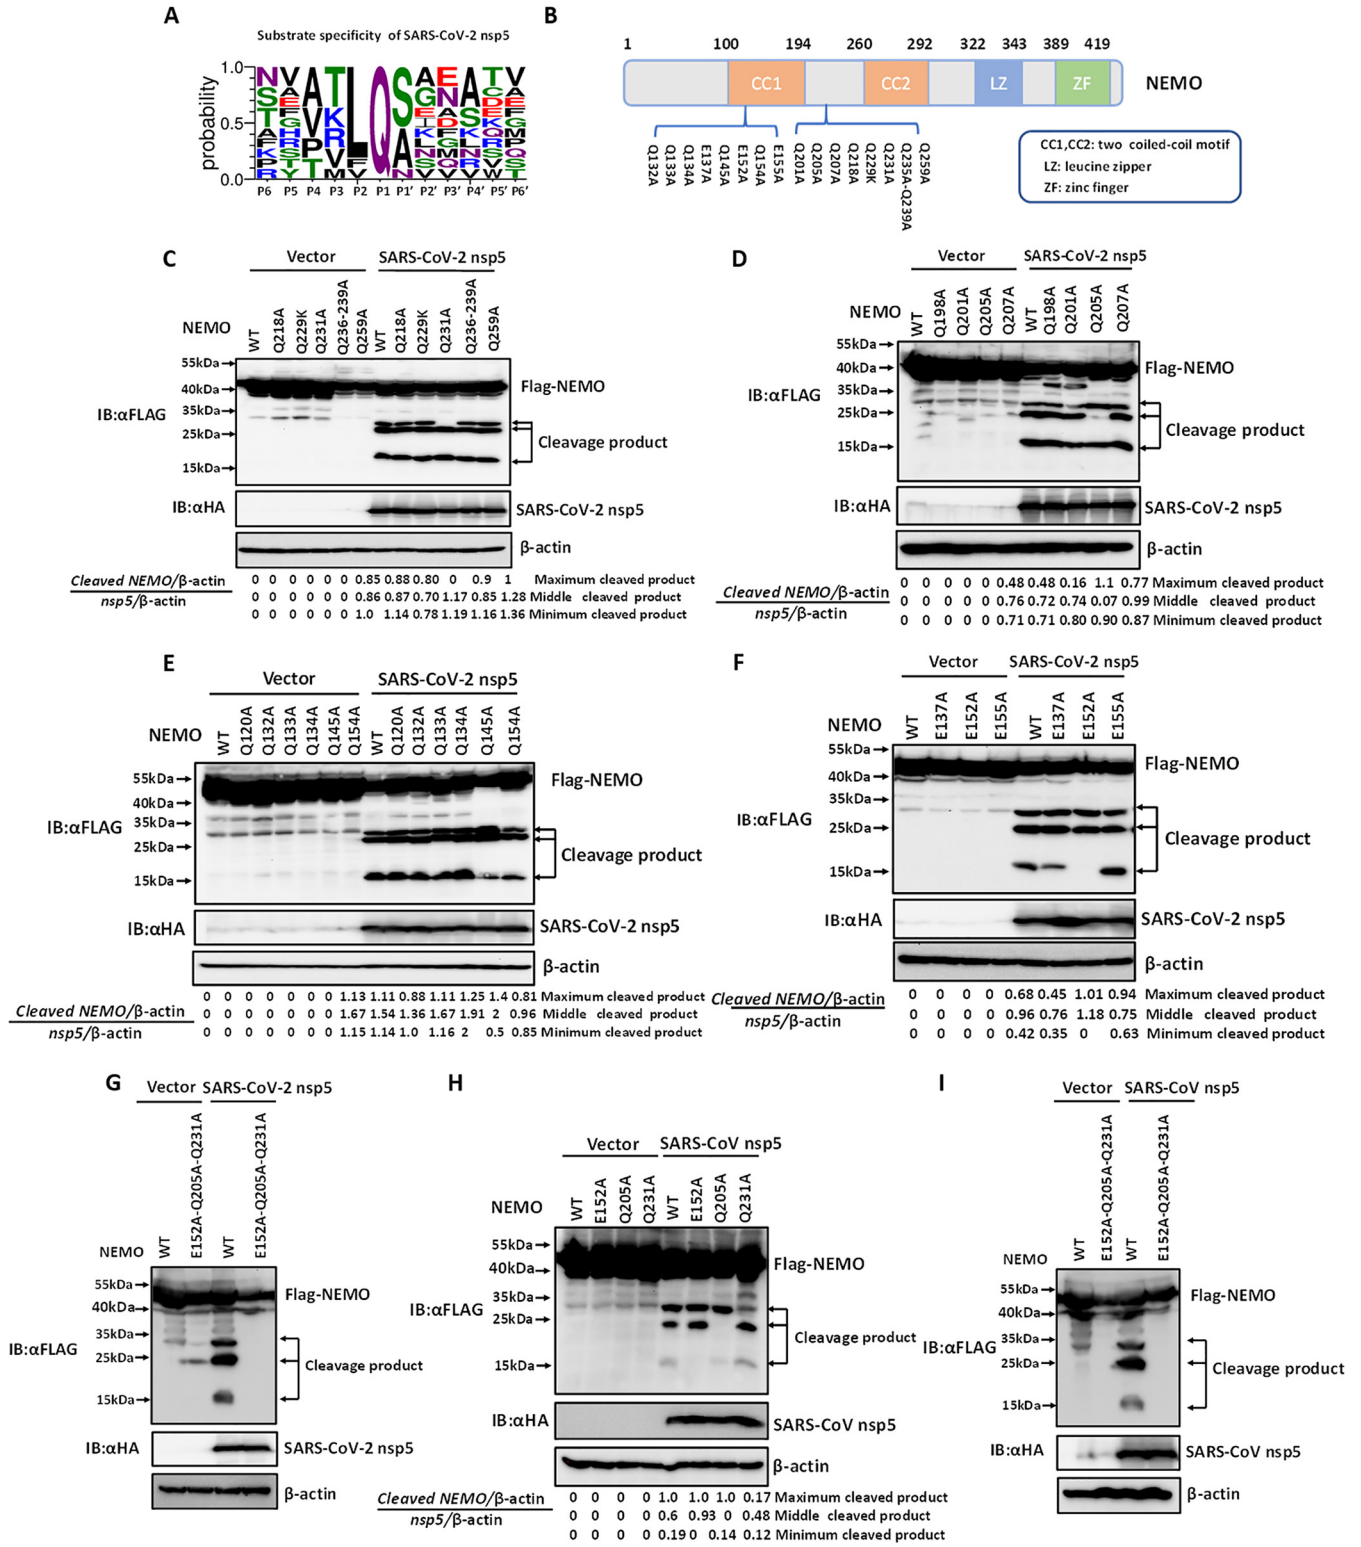 A
Substrate specificity of SARS-CoV-2 nsp5
probability
1.0
0.5
0.0
P6 P5 P4 P3 P2 P1 P1' P2' P3' P4' P5' P6'
B
1 100 194 260 292 322 343 389 419
CC1 CC2 LZ ZF NEMO
Q132A Q133A Q134A E137A Q145A E152A Q154A E155A
Q201A Q205A Q207A Q218A Q229K Q231A Q235A-Q239A Q259A
CC1,CC2: two coiled-coil motif
LZ: leucine zipper
ZF: zinc finger
C
Vector SARS-CoV-2 nsp5
NEMO WT Q218A Q229K Q231A Q236-239A Q259A WT Q218A Q229K Q231A Q236-239A Q259A
55kDa
40kDa
35kDa
25kDa
15kDa
IB:αFLAG
Flag-NEMO
Cleavage product
IB:αHA SARS-CoV-2 nsp5
β-actin
Cleaved NEMO/β-actin
nsp5/β-actin
0 0 0 0 0 0.85 0.88 0.80 0 0.9 1 Maximum cleaved product
0 0 0 0 0 0.86 0.87 0.70 1.17 0.85 1.28 Middle cleaved product
0 0 0 0 0 1.0 1.14 0.78 1.19 1.16 1.36 Minimum cleaved product
D
Vector SARS-CoV-2 nsp5
NEMO WT Q198A Q201A Q205A Q207A WT Q198A Q201A Q205A Q207A
55kDa
40kDa
35kDa
25kDa
15kDa
IB:αFLAG
Flag-NEMO
Cleavage product
IB:αHA SARS-CoV-2 nsp5
β-actin
Cleaved NEMO/β-actin
nsp5/β-actin
0 0 0 0 0 0.48 0.48 0.16 1.1 0.77 Maximum cleaved product
0 0 0 0 0 0.76 0.72 0.74 0.07 0.99 Middle cleaved product
0 0 0 0 0 0.71 0.71 0.80 0.90 0.87 Minimum cleaved product
E
Vector SARS-CoV-2 nsp5
NEMO WT Q120A Q132A Q133A Q134A Q145A Q154A WT Q120A Q132A Q133A Q134A Q145A Q154A
55kDa
40kDa
35kDa
25kDa
15kDa
IB:αFLAG
Flag-NEMO
Cleavage product
IB:αHA SARS-CoV-2 nsp5
β-actin
Cleaved NEMO/β-actin
nsp5/β-actin
0 0 0 0 0 0 1.13 1.11 0.88 1.11 1.25 1.4 0.81 Maximum cleaved product
0 0 0 0 0 0 1.67 1.54 1.36 1.67 1.91 2 0.96 Middle cleaved product
0 0 0 0 0 0 1.15 1.14 1.0 1.16 2 0.5 0.85 Minimum cleaved product
F
Vector SARS-CoV-2 nsp5
NEMO WT E137A E152A E155A WT E137A E152A E155A
55kDa
40kDa
35kDa
25kDa
15kDa
IB:αFLAG
Flag-NEMO
Cleavage product
IB:αHA SARS-CoV-2 nsp5
β-actin
Cleaved NEMO/β-actin
nsp5/β-actin
0 0 0 0 0.68 0.45 1.01 0.94 Maximum cleaved product
0 0 0 0 0.96 0.76 1.18 0.75 Middle cleaved product
0 0 0 0 0.42 0.35 0 0.63 Minimum cleaved product
G
Vector SARS-CoV-2 nsp5
NEMO WT E152A-Q205A-Q231A WT E152A-Q205A-Q231A
55kDa
40kDa
35kDa
25kDa
15kDa
IB:αFLAG
Flag-NEMO
Cleavage product
IB:αHA SARS-CoV-2 nsp5
β-actin
H
Vector SARS-CoV nsp5
NEMO WT E152A Q205A Q231A WT E152A Q205A Q231A
55kDa
40kDa
35kDa
25kDa
15kDa
IB:αFLAG
Flag-NEMO
Cleavage product
IB:αHA SARS-CoV nsp5
β-actin
Cleaved NEMO/β-actin
nsp5/β-actin
0 0 0 0 1.0 1.0 1.0 0.17 Maximum cleaved product
0 0 0 0 0.6 0.93 0 0.48 Middle cleaved product
0 0 0 0 0.19 0 0.14 0.12 Minimum cleaved product
I
Vector SARS-CoV nsp5
NEMO WT E152A-Q205A-Q231A WT E152A-Q205A-Q231A
55kDa
40kDa
35kDa
25kDa
15kDa
IB:αFLAG
Flag-NEMO
Cleavage product
IB:αHA SARS-CoV nsp5
β-actin